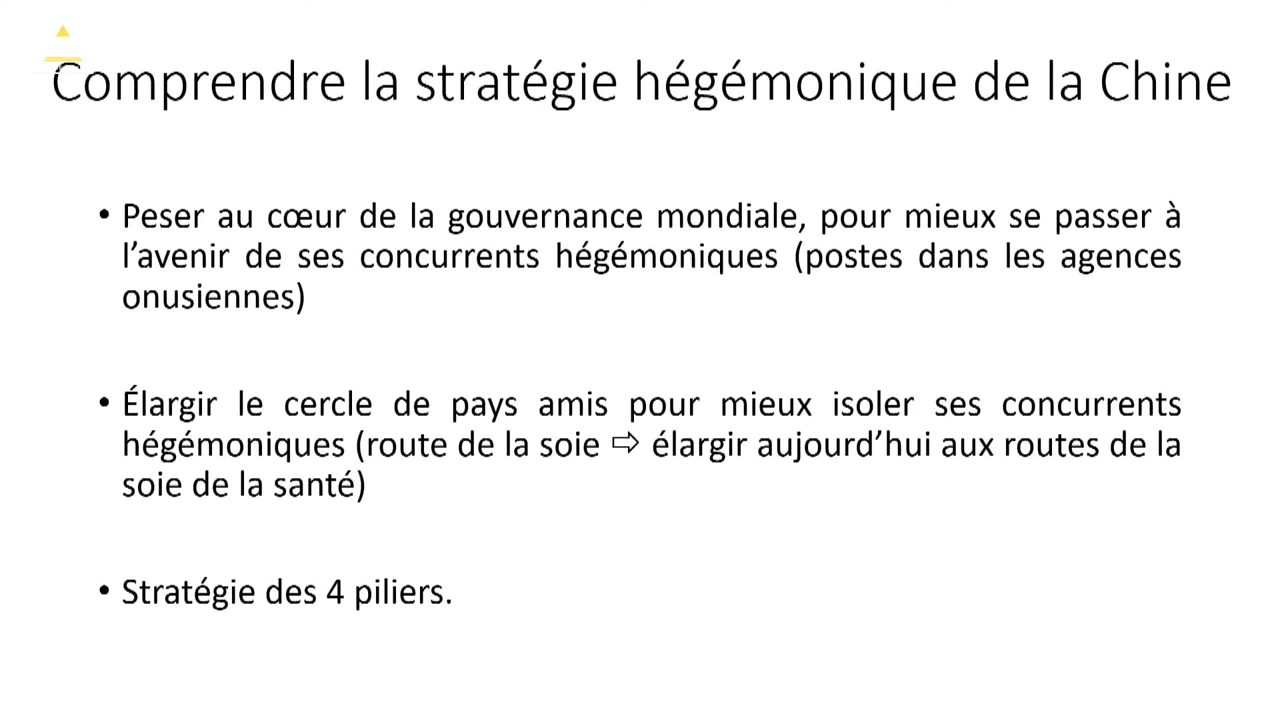 Comprendre la stratégie hégémonique de la Chine
• Peser au cœur de la gouvernance mondiale, pour mieux se passer à
l’avenir de ses concurrents hégémoniques (postes dans les agences
onusiennes)
• Élargir le cercle de pays amis pour mieux isoler ses concurrents
hégémoniques (route de la soie ⇨ élargir aujourd’hui aux routes de la
soie de la santé)
• Stratégie des 4 piliers.